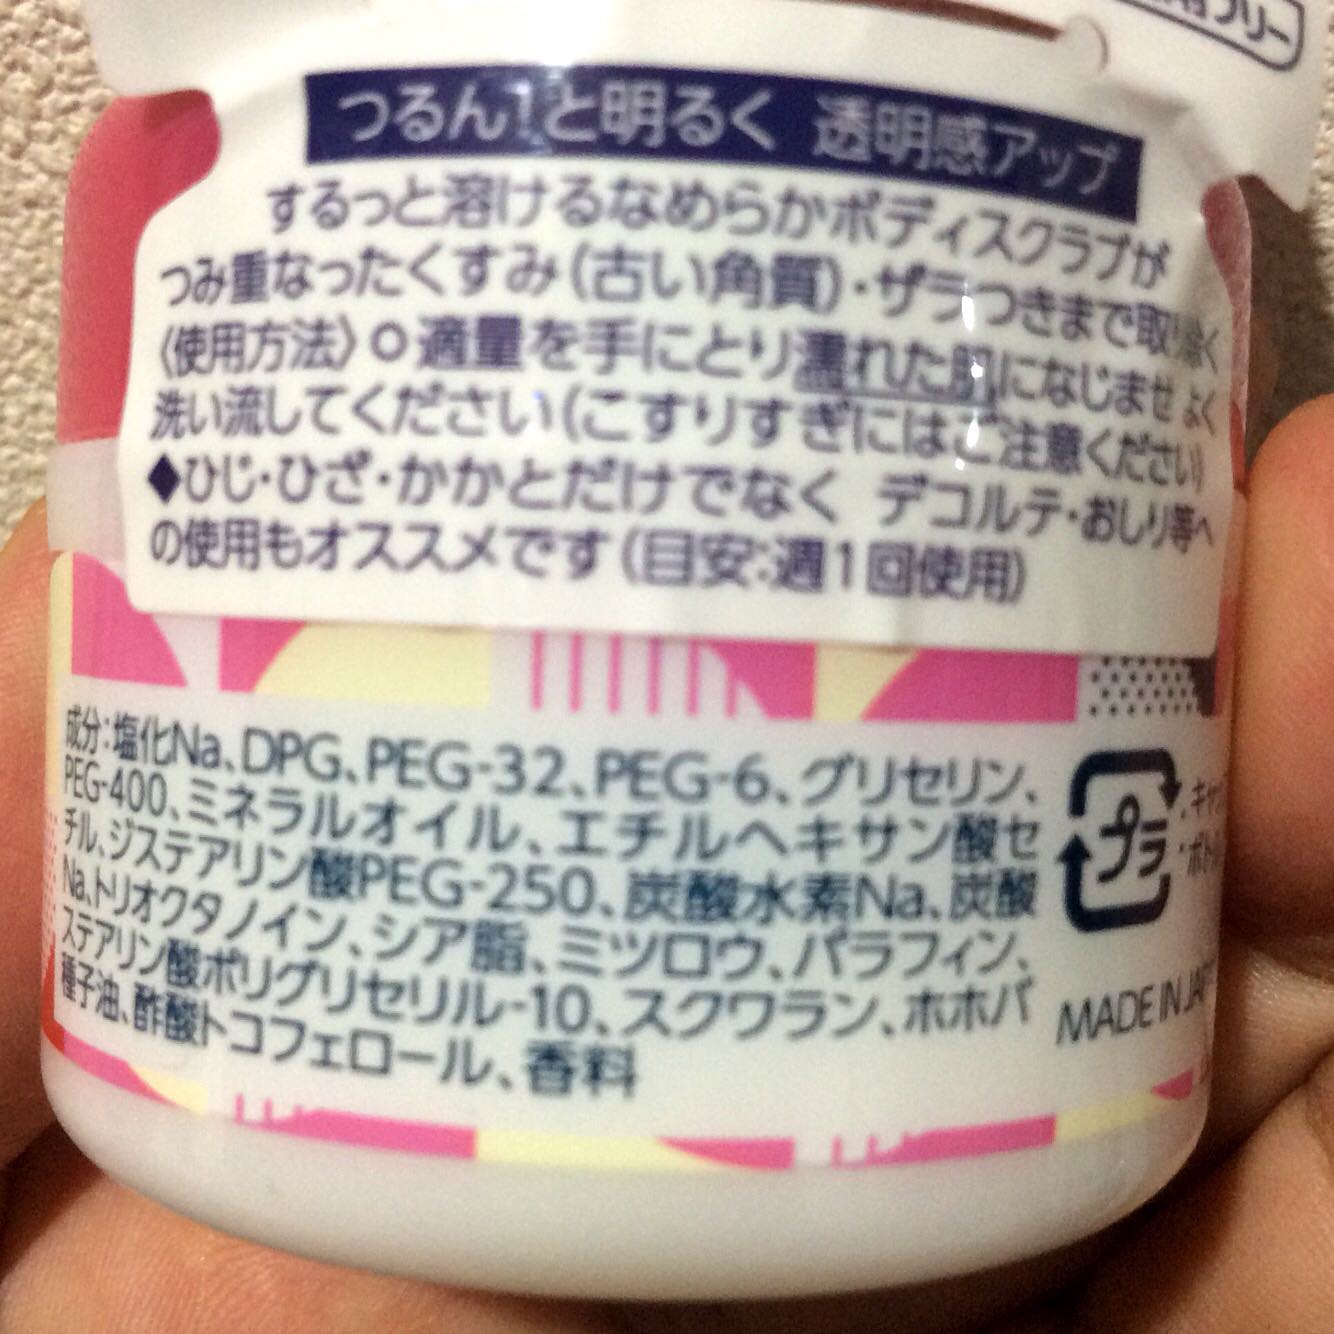 フリー
つるん!と明るく 透明感アップ
するっと溶けるなめらかボディスクラブが
つみ重なったくすみ(古い角質)・ザラつきまで取り除く
〈使用方法〉○適量を手にとり濡れた肌になじませ よく
洗い流してください(こすりすぎにはご注意ください)
◆ひじ・ひざ・かかとだけでなく デコルテ・おしり等へ
の使用もオススメです(目安:週1回使用)
成分:塩化Na、DPG、PEG-32、PEG-6、グリセリン、
PEG-400、ミネラルオイル、エチルヘキサン酸セ
チル、ジステアリン酸PEG-250、炭酸水素Na、炭酸
Na、トリオクタノイン、シア脂、ミツロウ、パラフィン、
ステアリン酸ポリグリセリル-10、スクワラン、ホホバ
種子油、酢酸トコフェロール、香料
プラ
MADE IN